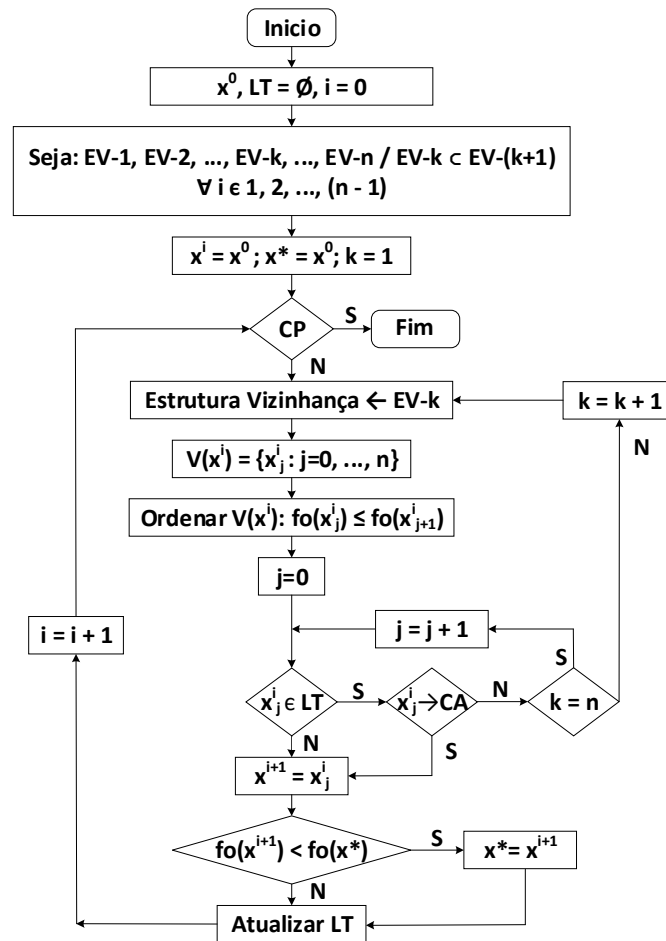 Inicio
x⁰, LT = Ø, i = 0
Seja: EV-1, EV-2, ..., EV-k, ..., EV-n / EV-k ⊂ EV-(k+1)
∀ i ϵ 1, 2, ..., (n - 1)
xⁱ = x⁰ ; x* = x⁰; k = 1
CP
S
Fim
N
Estrutura Vizinhança ← EV-k
k = k + 1
N
V(xⁱ) = {xⁱⱼ : j=0, ..., n}
Ordenar V(xⁱ): fo(xⁱⱼ) ≤ fo(xⁱⱼ₊₁)
j=0
i = i + 1
j = j + 1
S
xⁱⱼ ϵ LT
S
xⁱⱼ→CA
N
k = n
N
S
xⁱ⁺¹ = xⁱⱼ
fo(xⁱ⁺¹) < fo(x*)
S
x*= xⁱ⁺¹
N
Atualizar LT